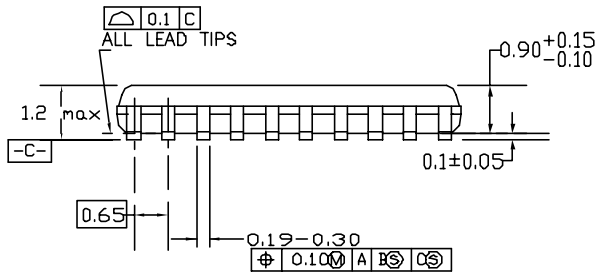 0.1 C
ALL LEAD TIPS
0.90 +0.15
-0.10
1.2 max
-C-
0.1±0.05
0.65
0.19-0.30
0.10Ⓜ A BⓈ CⓈ